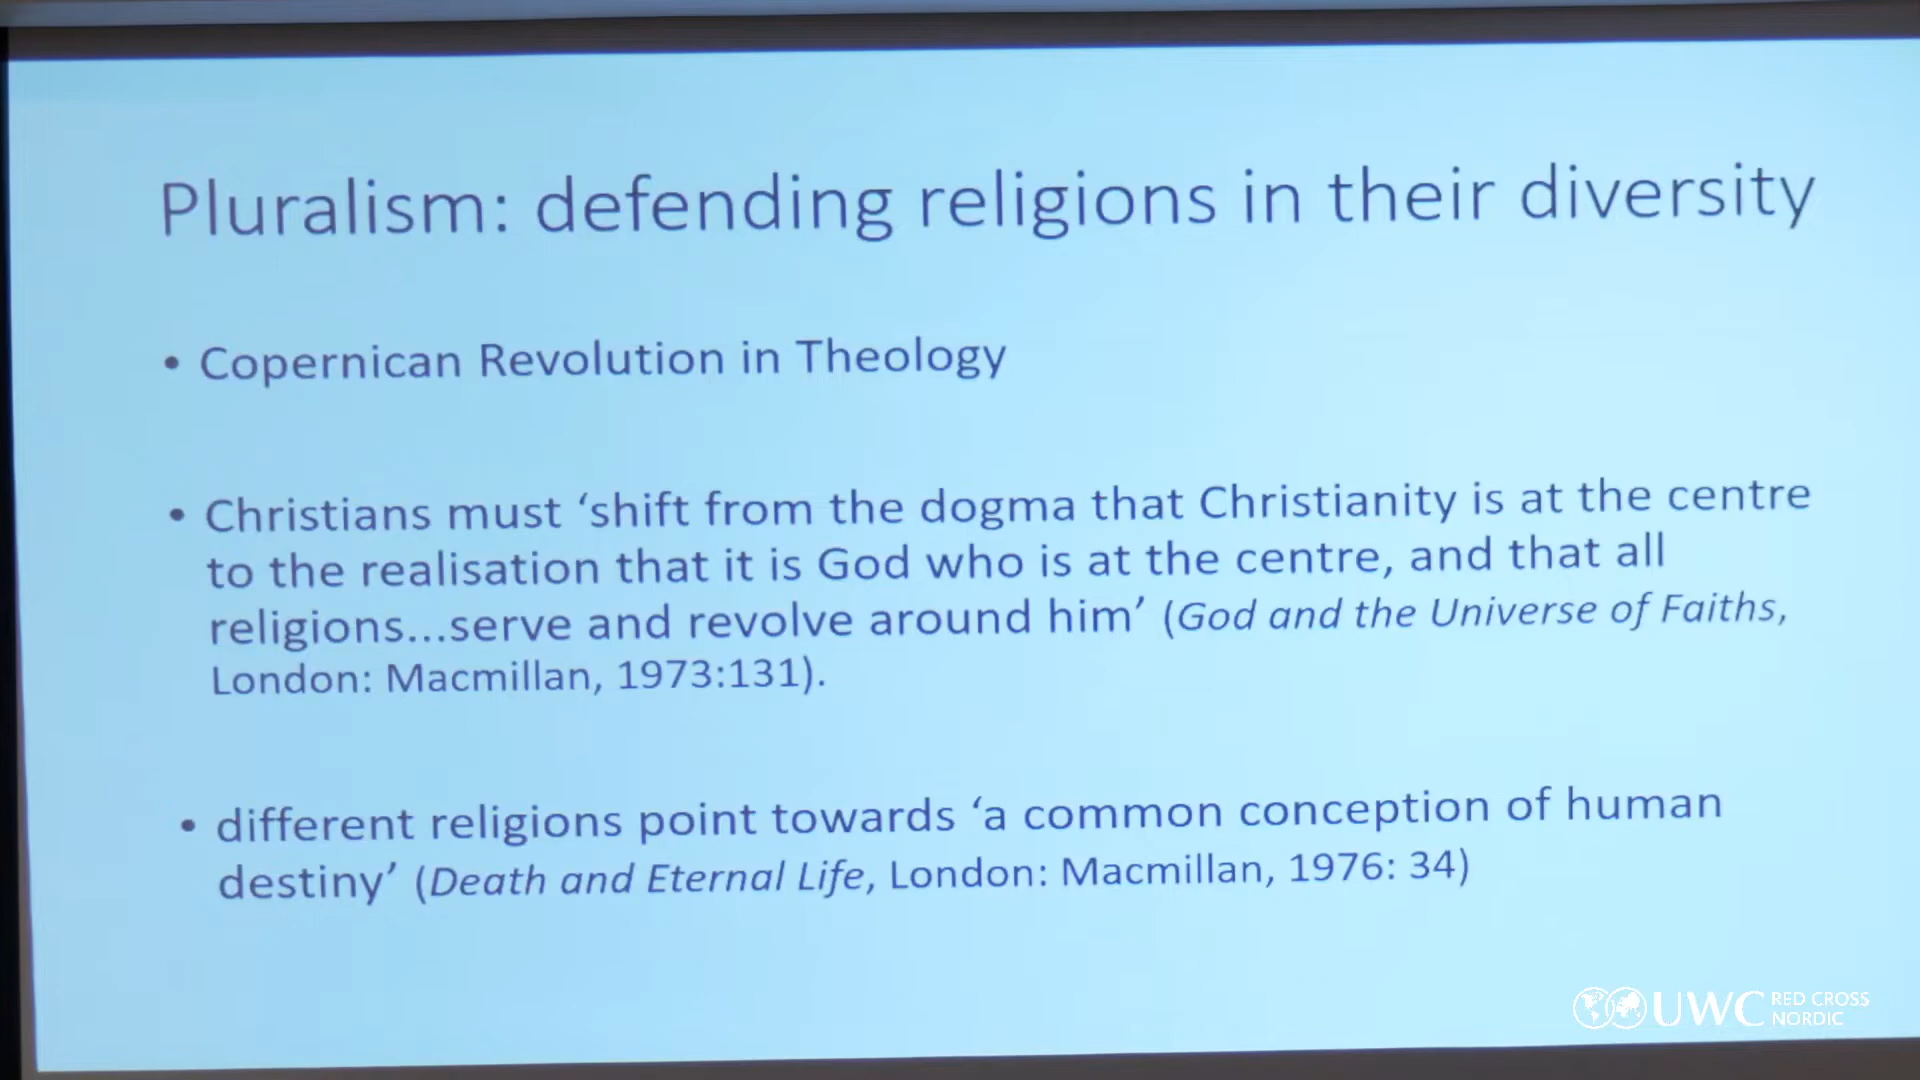 Pluralism: defending religions in their diversity
• Copernican Revolution in Theology
• Christians must ‘shift from the dogma that Christianity is at the centre
to the realisation that it is God who is at the centre, and that all
religions...serve and revolve around him’ (God and the Universe of Faiths,
London: Macmillan, 1973:131).
• different religions point towards ‘a common conception of human
destiny’ (Death and Eternal Life, London: Macmillan, 1976: 34)
UWC RED CROSS
NORDIC